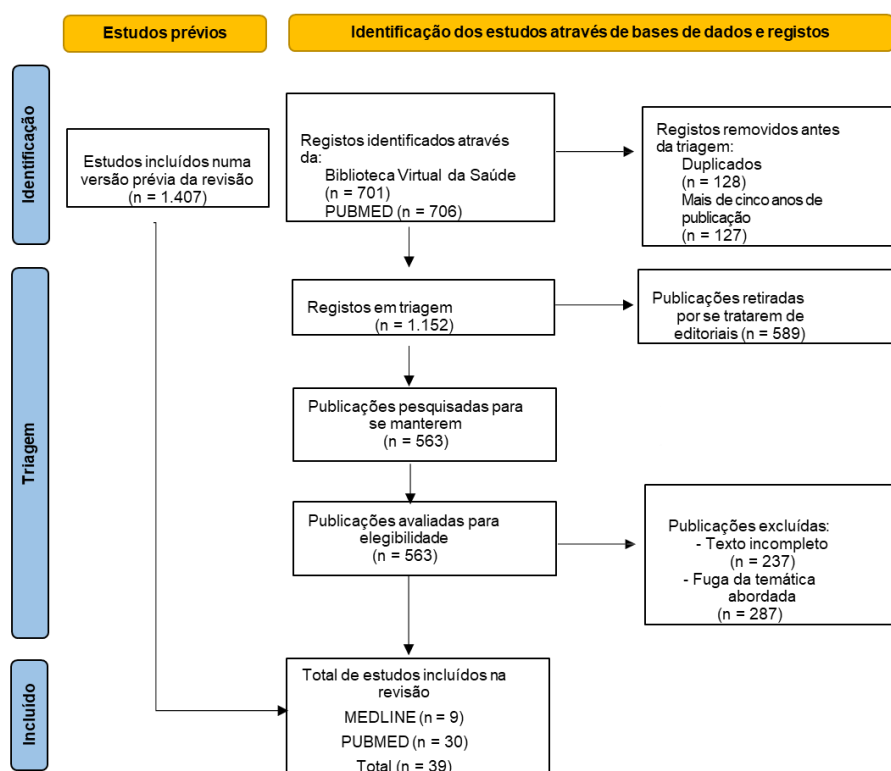 Estudos prévios
Identificação dos estudos através de bases de dados e registos
Identificação
Estudos incluídos numa
versão prévia da revisão
(n = 1.407)
Registos identificados através
da:
Biblioteca Virtual da Saúde
(n = 701)
PUBMED (n = 706)
Registos removidos antes
da triagem:
Duplicados
(n = 128)
Mais de cinco anos de
publicação
(n = 127)
Triagem
Registos em triagem
(n = 1.152)
Publicações retiradas
por se tratarem de
editoriais (n = 589)
Publicações pesquisadas para
se manterem
(n = 563)
Publicações avaliadas para
elegibilidade
(n = 563)
Publicações excluídas:
- Texto incompleto
(n = 237)
- Fuga da temática
abordada
(n = 287)
Incluído
Total de estudos incluídos na
revisão
MEDLINE (n = 9)
PUBMED (n = 30)
Total (n = 39)